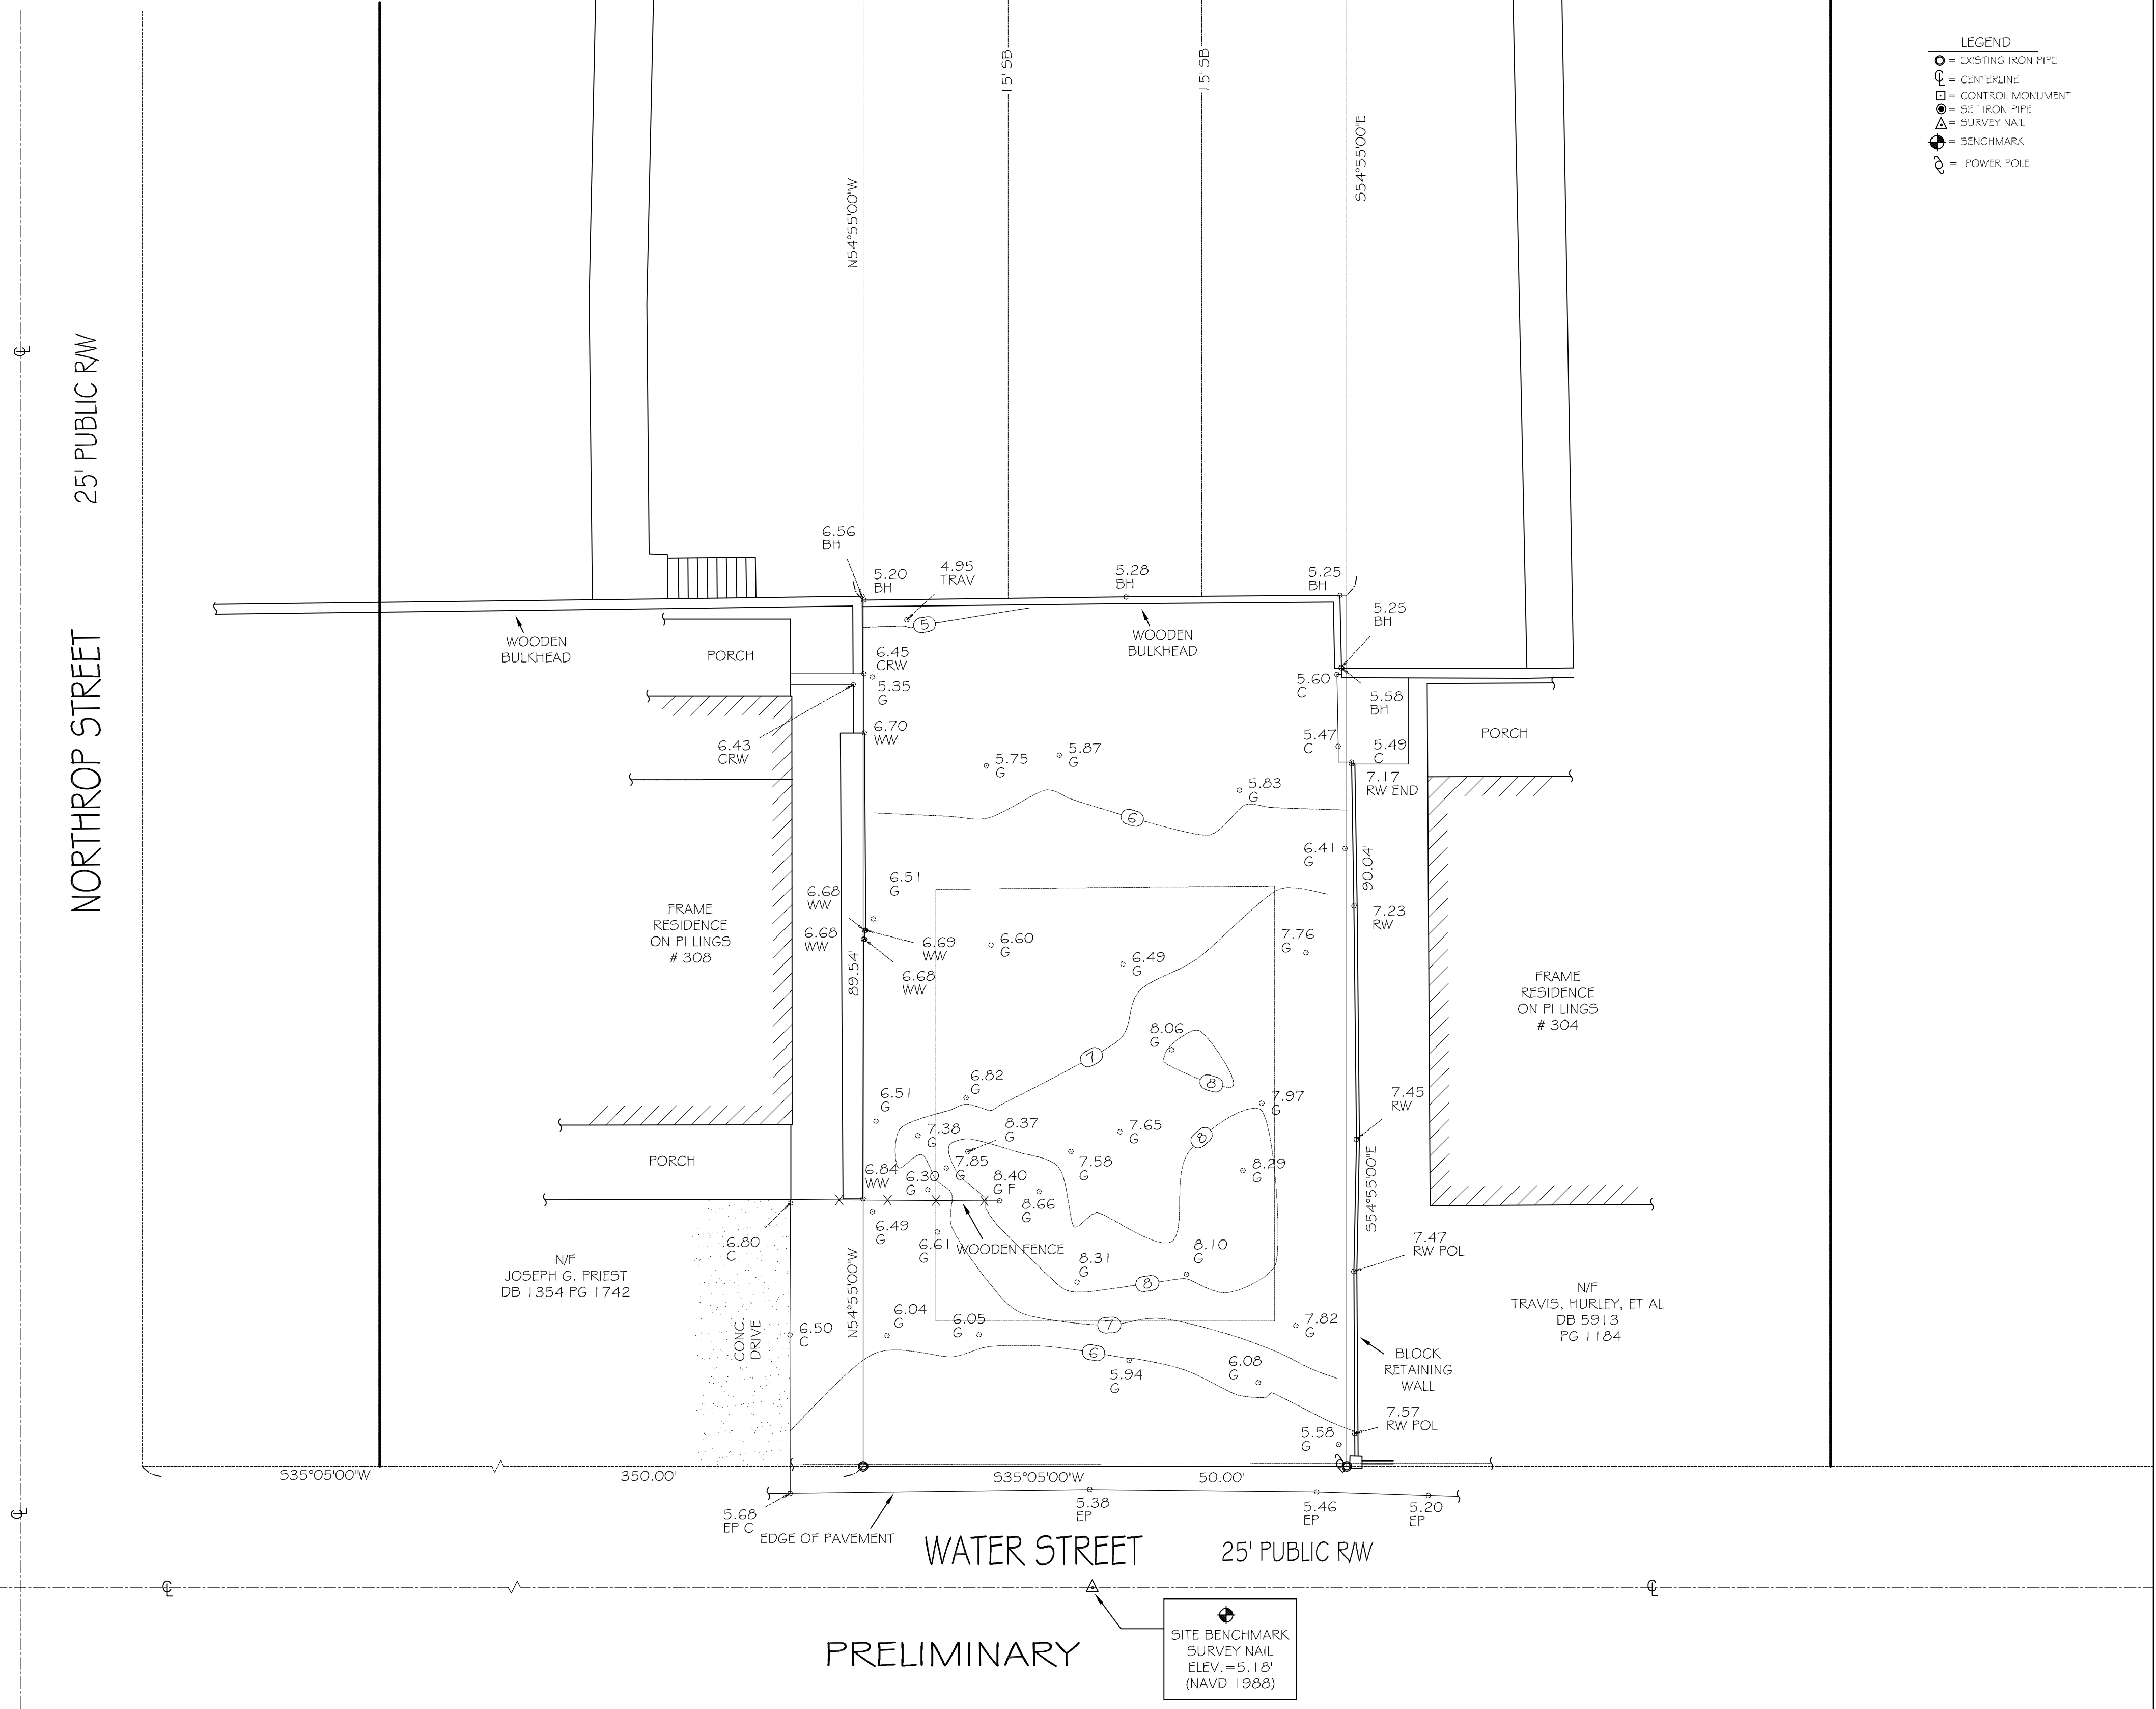 LEGEND
= EXISTING IRON PIPE
= CENTERLINE
= CONTROL MONUMENT
= SET IRON PIPE
= SURVEY NAIL
= BENCHMARK
= POWER POLE
15' SB
15' SB
N54°55'00"W
S54°55'00"E
25' PUBLIC R/W
NORTHROP STREET
6.56
BH
5.20
BH
4.95
TRAV
5.28
BH
5.25
BH
5.25
BH
5
WOODEN
BULKHEAD
WOODEN
BULKHEAD
PORCH
6.45
CRW
5.35
G
5.60
C
5.58
BH
6.70
WW
6.43
CRW
5.47
C
5.49
C
PORCH
5.75
G
5.87
G
5.83
G
7.17
RW END
6
6.41
G
90.04'
6.51
G
6.68
WW
6.68
WW
6.69
WW
6.68
WW
89.54'
6.60
G
6.49
G
7.76
G
7.23
RW
FRAME
RESIDENCE
ON PILINGS
# 308
FRAME
RESIDENCE
ON PILINGS
# 304
8.06
G
7
8
6.82
G
6.51
G
7.97
G
7.45
RW
7.38
G
8.37
G
7.65
G
8
7.58
G
8.29
G
PORCH
6.84
WW
7.85
G
6.30
G
8.40
G F
8.66
G
S54°55'00"E
6.49
G
6.61
G
WOODEN FENCE
6.80
C
8.31
G
8.10
G
8
7.47
RW POL
N/F
JOSEPH G. PRIEST
DB 1354 PG 1742
N/F
TRAVIS, HURLEY, ET AL
DB 5913
PG 1184
N54°55'00"W
CONC.
DRIVE
6.50
C
6.04
G
6.05
G
7
7.82
G
6
5.94
G
6.08
G
BLOCK
RETAINING
WALL
7.57
RW POL
5.58
G
S35°05'00"W
350.00'
S35°05'00"W
50.00'
5.68
EP C
EDGE OF PAVEMENT
5.38
EP
5.46
EP
5.20
EP
WATER STREET
25' PUBLIC R/W
PRELIMINARY
SITE BENCHMARK
SURVEY NAIL
ELEV.=5.18'
(NAVD 1988)